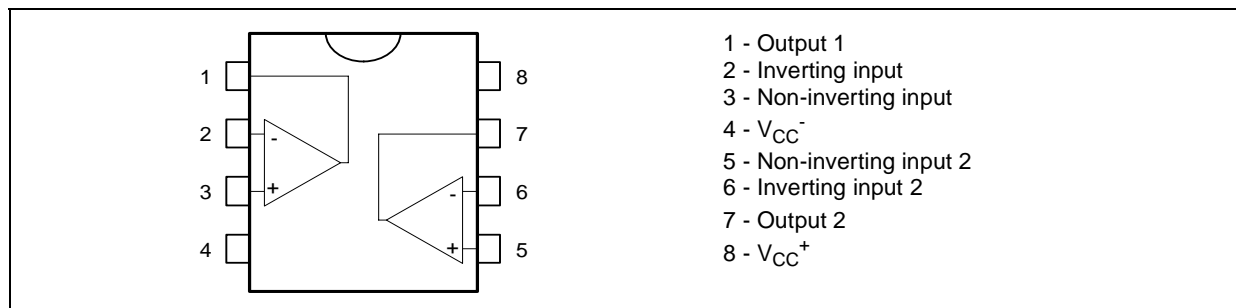 1
2
3
4
-
+
8
7
6
5
-
+
1 - Output 1
2 - Inverting input
3 - Non-inverting input
4 - VCC-
5 - Non-inverting input 2
6 - Inverting input 2
7 - Output 2
8 - VCC+